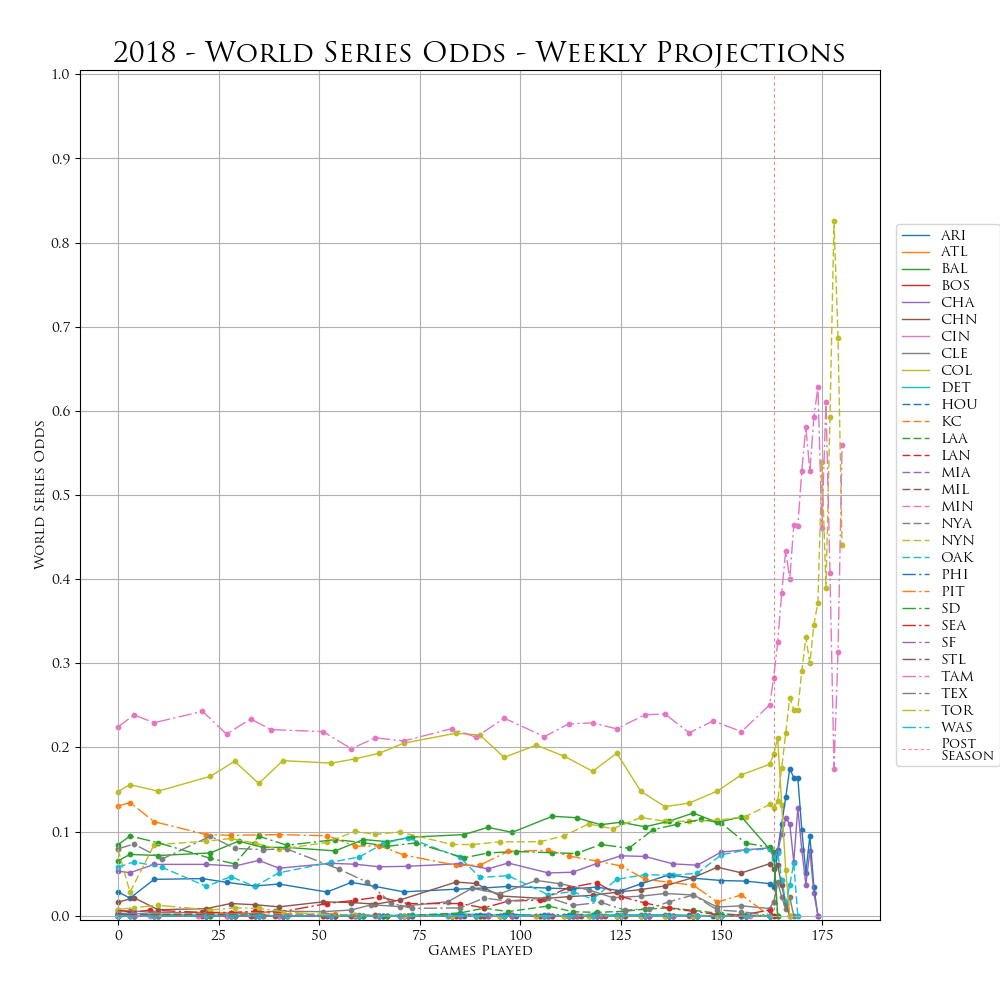 2018 - World Series Odds - Weekly Projections
1.0
0.9
0.8
0.7
0.6
0.5
0.4
0.3
0.2
0.1
0.0
World Series Odds
0 25 50 75 100 125 150 175
Games Played
ARI
ATL
BAL
BOS
CHA
CHN
CIN
CLE
COL
DET
HOU
KC
LAA
LAN
MIA
MIL
MIN
NYA
NYN
OAK
PHI
PIT
SD
SEA
SF
STL
TAM
TEX
TOR
WAS
Post
Season